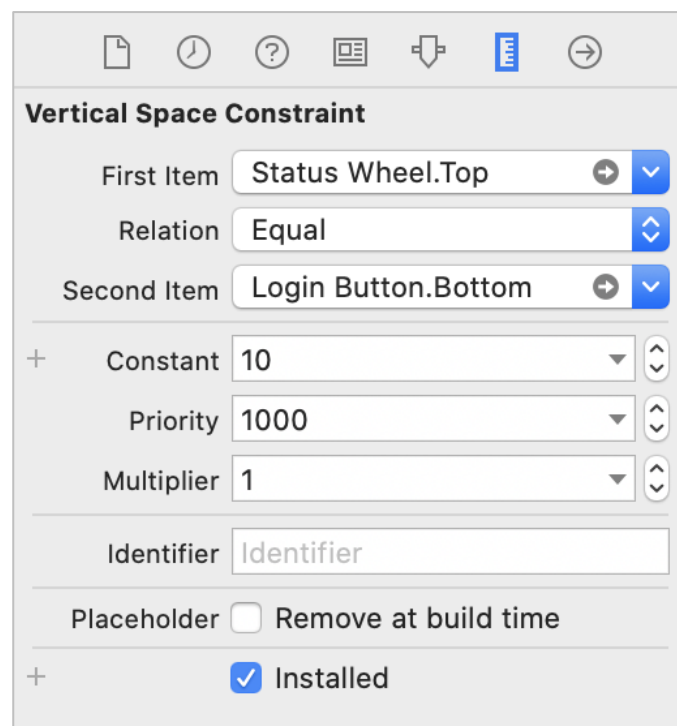 Vertical Space Constraint
First Item Status Wheel.Top
Relation Equal
Second Item Login Button.Bottom
+ Constant 10
Priority 1000
Multiplier 1
Identifier Identifier
Placeholder Remove at build time
+ Installed